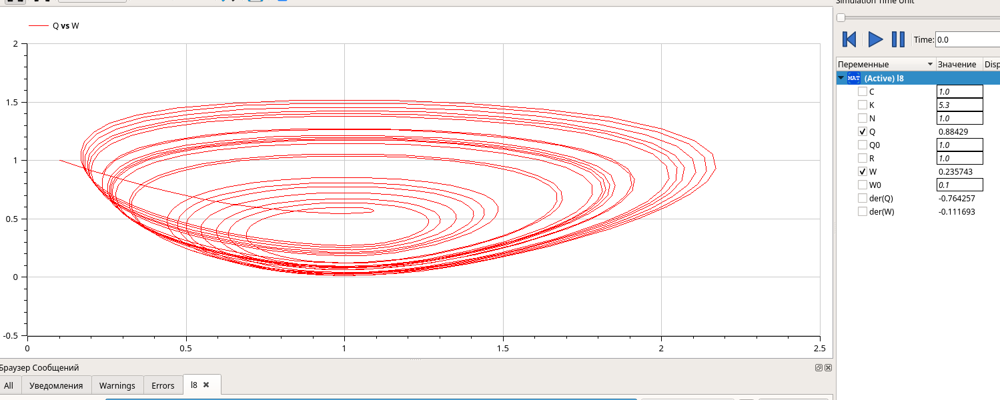 Simulation Time Unit
Q vs W
Time: 0.0
2
1.5
1
0.5
0
-0.5
0 0.5 1 1.5 2 2.5
Переменные Значение Disp
MAT (Active) l8
C 1.0
K 5.3
N 1.0
Q 0.88429
Q0 1.0
R 1.0
W 0.235743
W0 0.1
der(Q) -0.764257
der(W) -0.111693
Браузер Сообщений
All Уведомления Warnings Errors l8